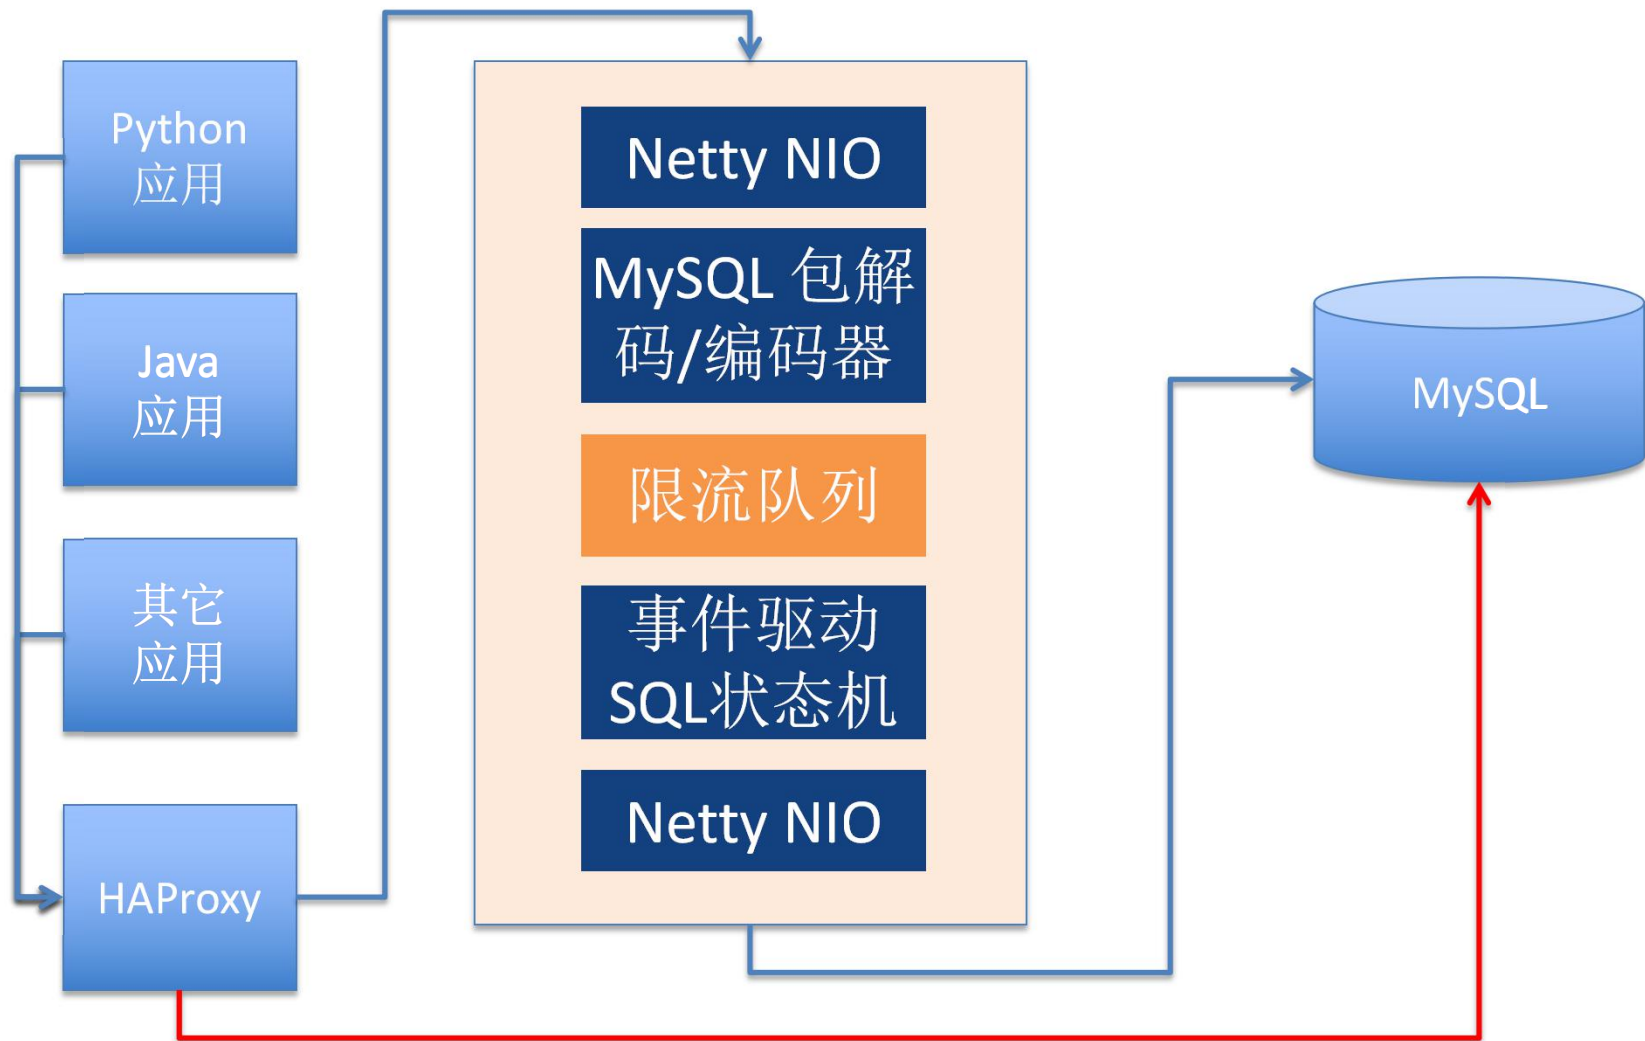 Python
应用
Java
应用
其它
应用
HAProxy
Netty NIO
MySQL 包解
码/编码器
限流队列
事件驱动
SQL状态机
Netty NIO
MySQL